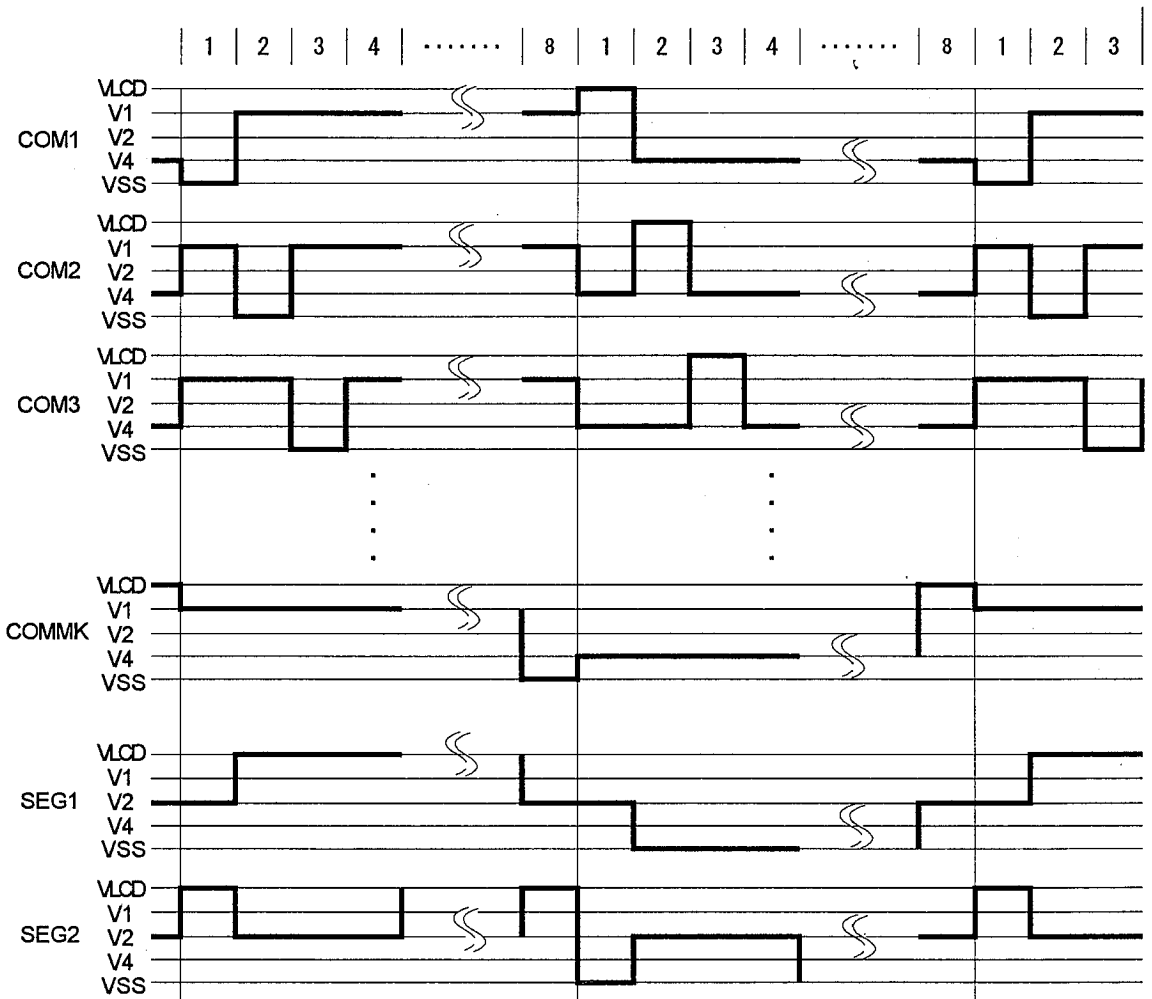 1 2 3 4 ······· 8 1 2 3 4 ······· 8 1 2 3
COM1
VLCD
V1
V2
V4
VSS
COM2
VLCD
V1
V2
V4
VSS
COM3
VLCD
V1
V2
V4
VSS
COMMK
VLCD
V1
V2
V4
VSS
SEG1
VLCD
V1
V2
V4
VSS
SEG2
VLCD
V1
V2
V4
VSS